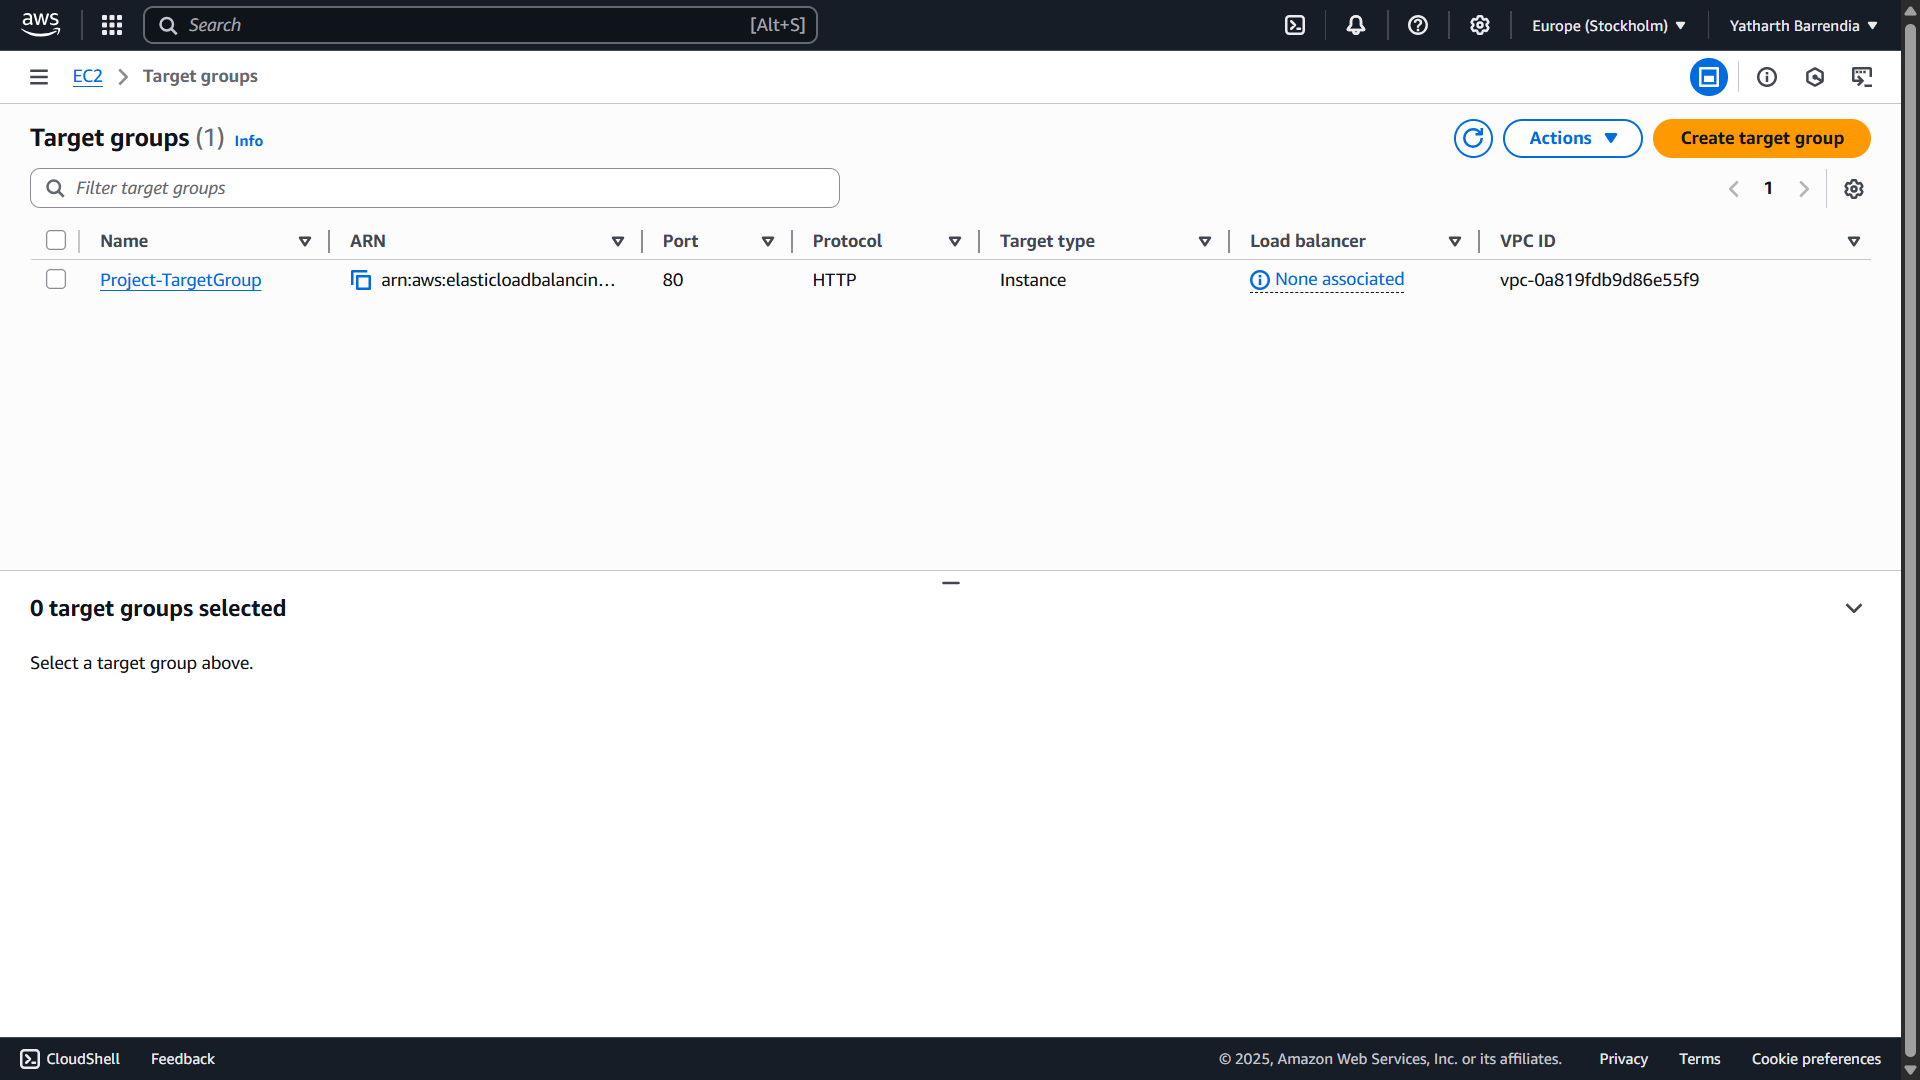 aws
Search [Alt+S]
Europe (Stockholm)
Yatharth Barrendia
EC2 Target groups
Target groups (1) Info
Actions
Create target group
Filter target groups
1
Name ARN Port Protocol Target type Load balancer VPC ID
Project-TargetGroup arn:aws:elasticloadbalancin... 80 HTTP Instance None associated vpc-0a819fdb9d86e55f9
0 target groups selected
Select a target group above.
CloudShell Feedback © 2025, Amazon Web Services, Inc. or its affiliates. Privacy Terms Cookie preferences